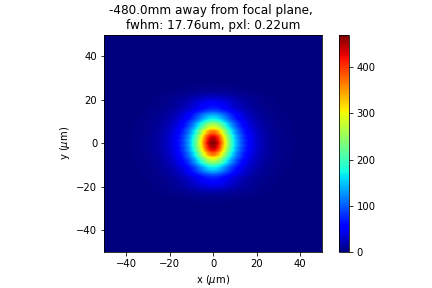 -480.0mm away from focal plane,
fwhm: 17.76um, pxl: 0.22um
40
20
0
−20
−40
y (μm)
−40 −20 0 20 40
x (μm)
400
300
200
100
0